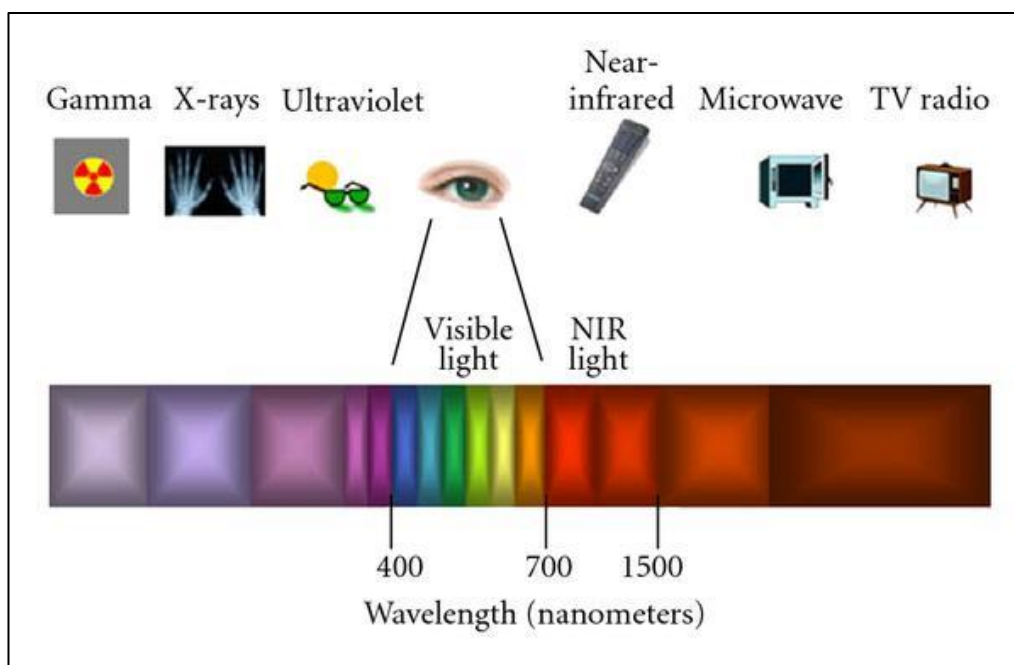 Gamma
X-rays
Ultraviolet
Near-
infrared
Microwave
TV radio
Visible
light
NIR
light
400
700
1500
Wavelength (nanometers)